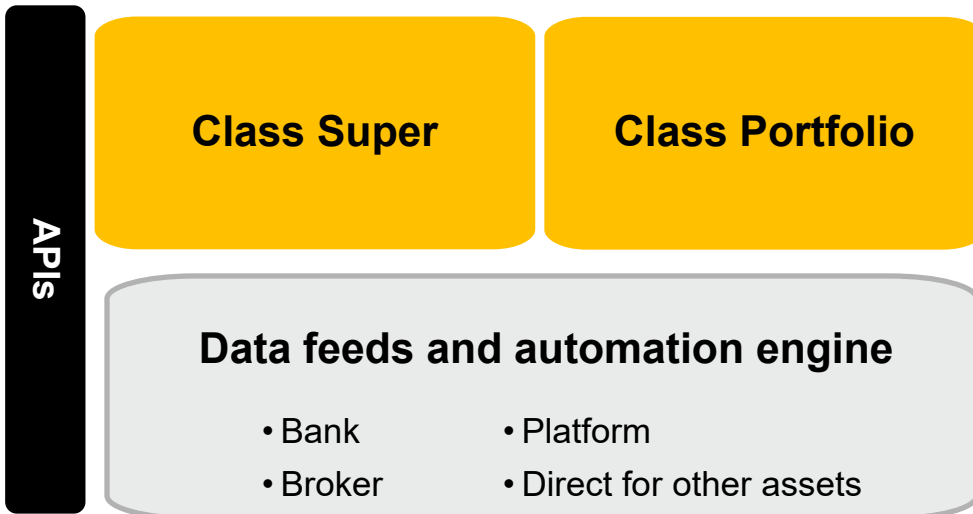 APIs
Class Super
Class Portfolio
Data feeds and automation engine
• Bank
• Platform
• Broker
• Direct for other assets